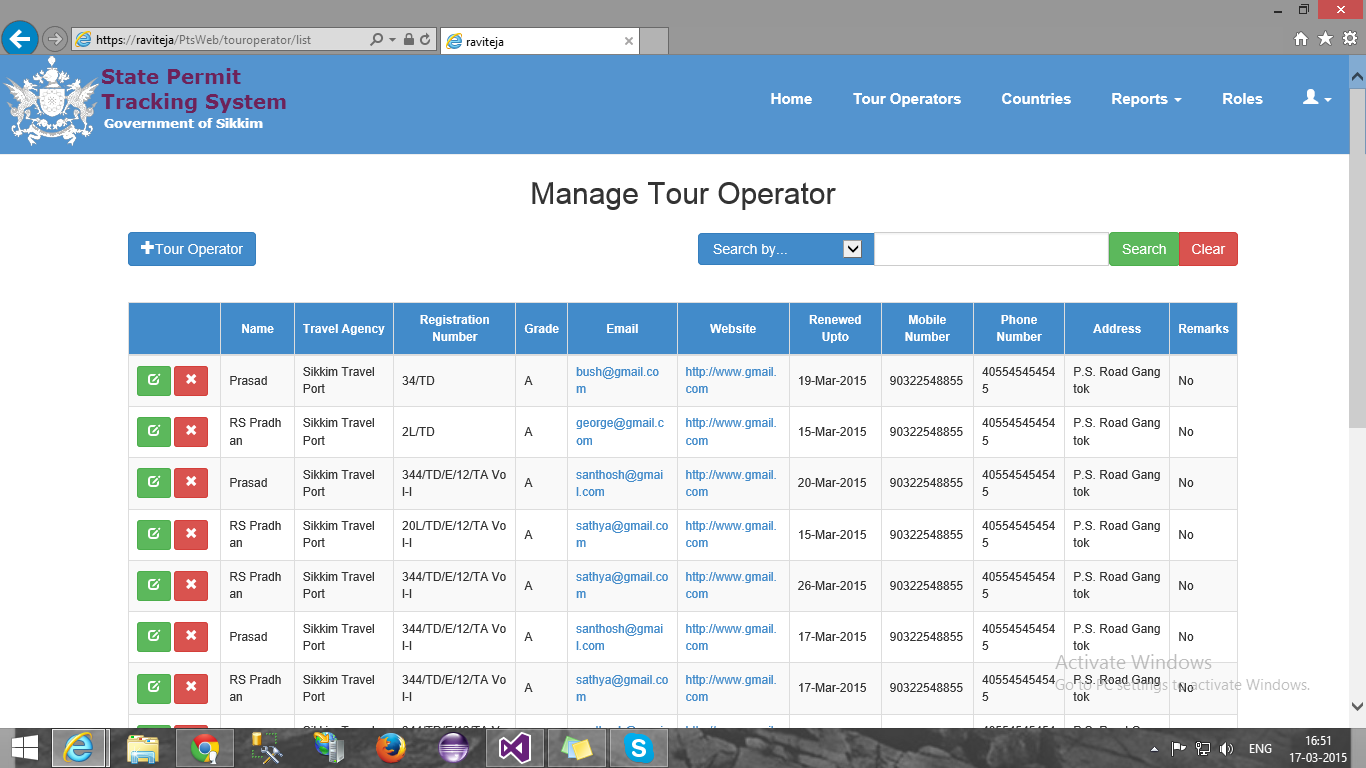 https://raviteja/PtsWeb/touroperator/list
raviteja
State Permit
Tracking System
Government of Sikkim
Home Tour Operators Countries Reports Roles
Manage Tour Operator
Tour Operator
Search by... Search Clear
Name Travel Agency Registration Number Grade Email Website Renewed Upto Mobile Number Phone Number Address Remarks
Prasad Sikkim Travel Port 34/TD A bush@gmail.com http://www.gmail.com 19-Mar-2015 90322548855 405545454545 P.S. Road Gangtok No
RS Pradhan Sikkim Travel Port 2L/TD A george@gmail.com http://www.gmail.com 15-Mar-2015 90322548855 405545454545 P.S. Road Gangtok No
Prasad Sikkim Travel Port 344/TD/E/12/TA Vol-I A santhosh@gmail.com http://www.gmail.com 20-Mar-2015 90322548855 405545454545 P.S. Road Gangtok No
RS Pradhan Sikkim Travel Port 20L/TD/E/12/TA Vol-I A sathya@gmail.com http://www.gmail.com 15-Mar-2015 90322548855 405545454545 P.S. Road Gangtok No
RS Pradhan Sikkim Travel Port 344/TD/E/12/TA Vol-I A sathya@gmail.com http://www.gmail.com 26-Mar-2015 90322548855 405545454545 P.S. Road Gangtok No
Prasad Sikkim Travel Port 344/TD/E/12/TA Vol-I A santhosh@gmail.com http://www.gmail.com 17-Mar-2015 90322548855 405545454545 P.S. Road Gangtok No
RS Pradhan Sikkim Travel Port 344/TD/E/12/TA Vol-I A sathya@gmail.com http://www.gmail.com 17-Mar-2015 90322548855 405545454545 P.S. Road Gangtok No
Activate Windows
Go to PC settings to activate Windows.
ENG
16:51
17-03-2015